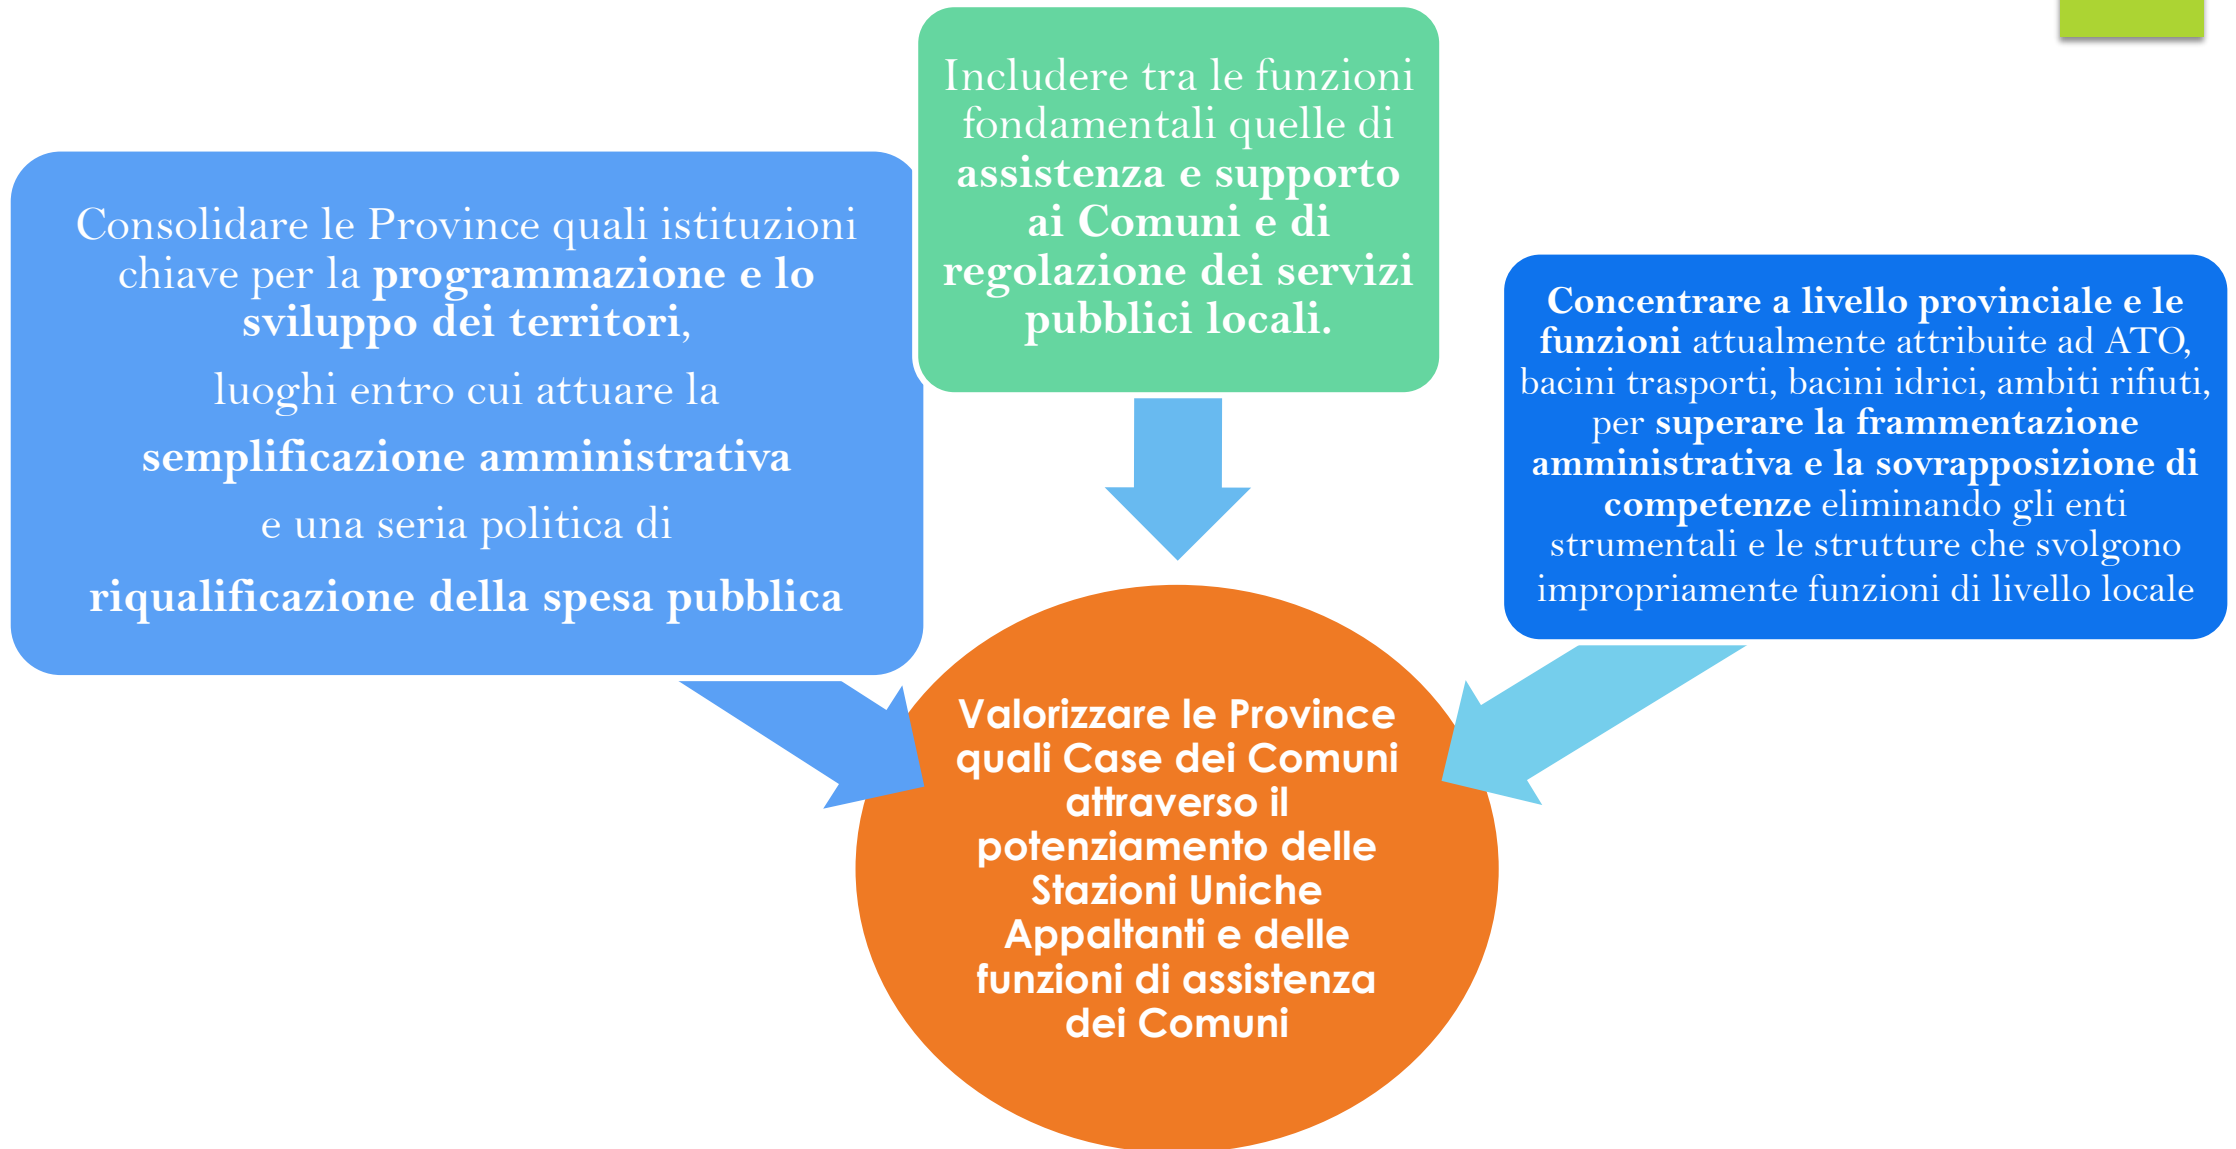 Consolidare le Province quali istituzioni
chiave per la programmazione e lo
sviluppo dei territori,
luoghi entro cui attuare la
semplificazione amministrativa
e una seria politica di
riqualificazione della spesa pubblica
Includere tra le funzioni
fondamentali quelle di
assistenza e supporto
ai Comuni e di
regolazione dei servizi
pubblici locali.
Concentrare a livello provinciale e le
funzioni attualmente attribuite ad ATO,
bacini trasporti, bacini idrici, ambiti rifiuti,
per superare la frammentazione
amministrativa e la sovrapposizione di
competenze eliminando gli enti
strumentali e le strutture che svolgono
impropriamente funzioni di livello locale
Valorizzare le Province
quali Case dei Comuni
attraverso il
potenziamento delle
Stazioni Uniche
Appaltanti e delle
funzioni di assistenza
dei Comuni